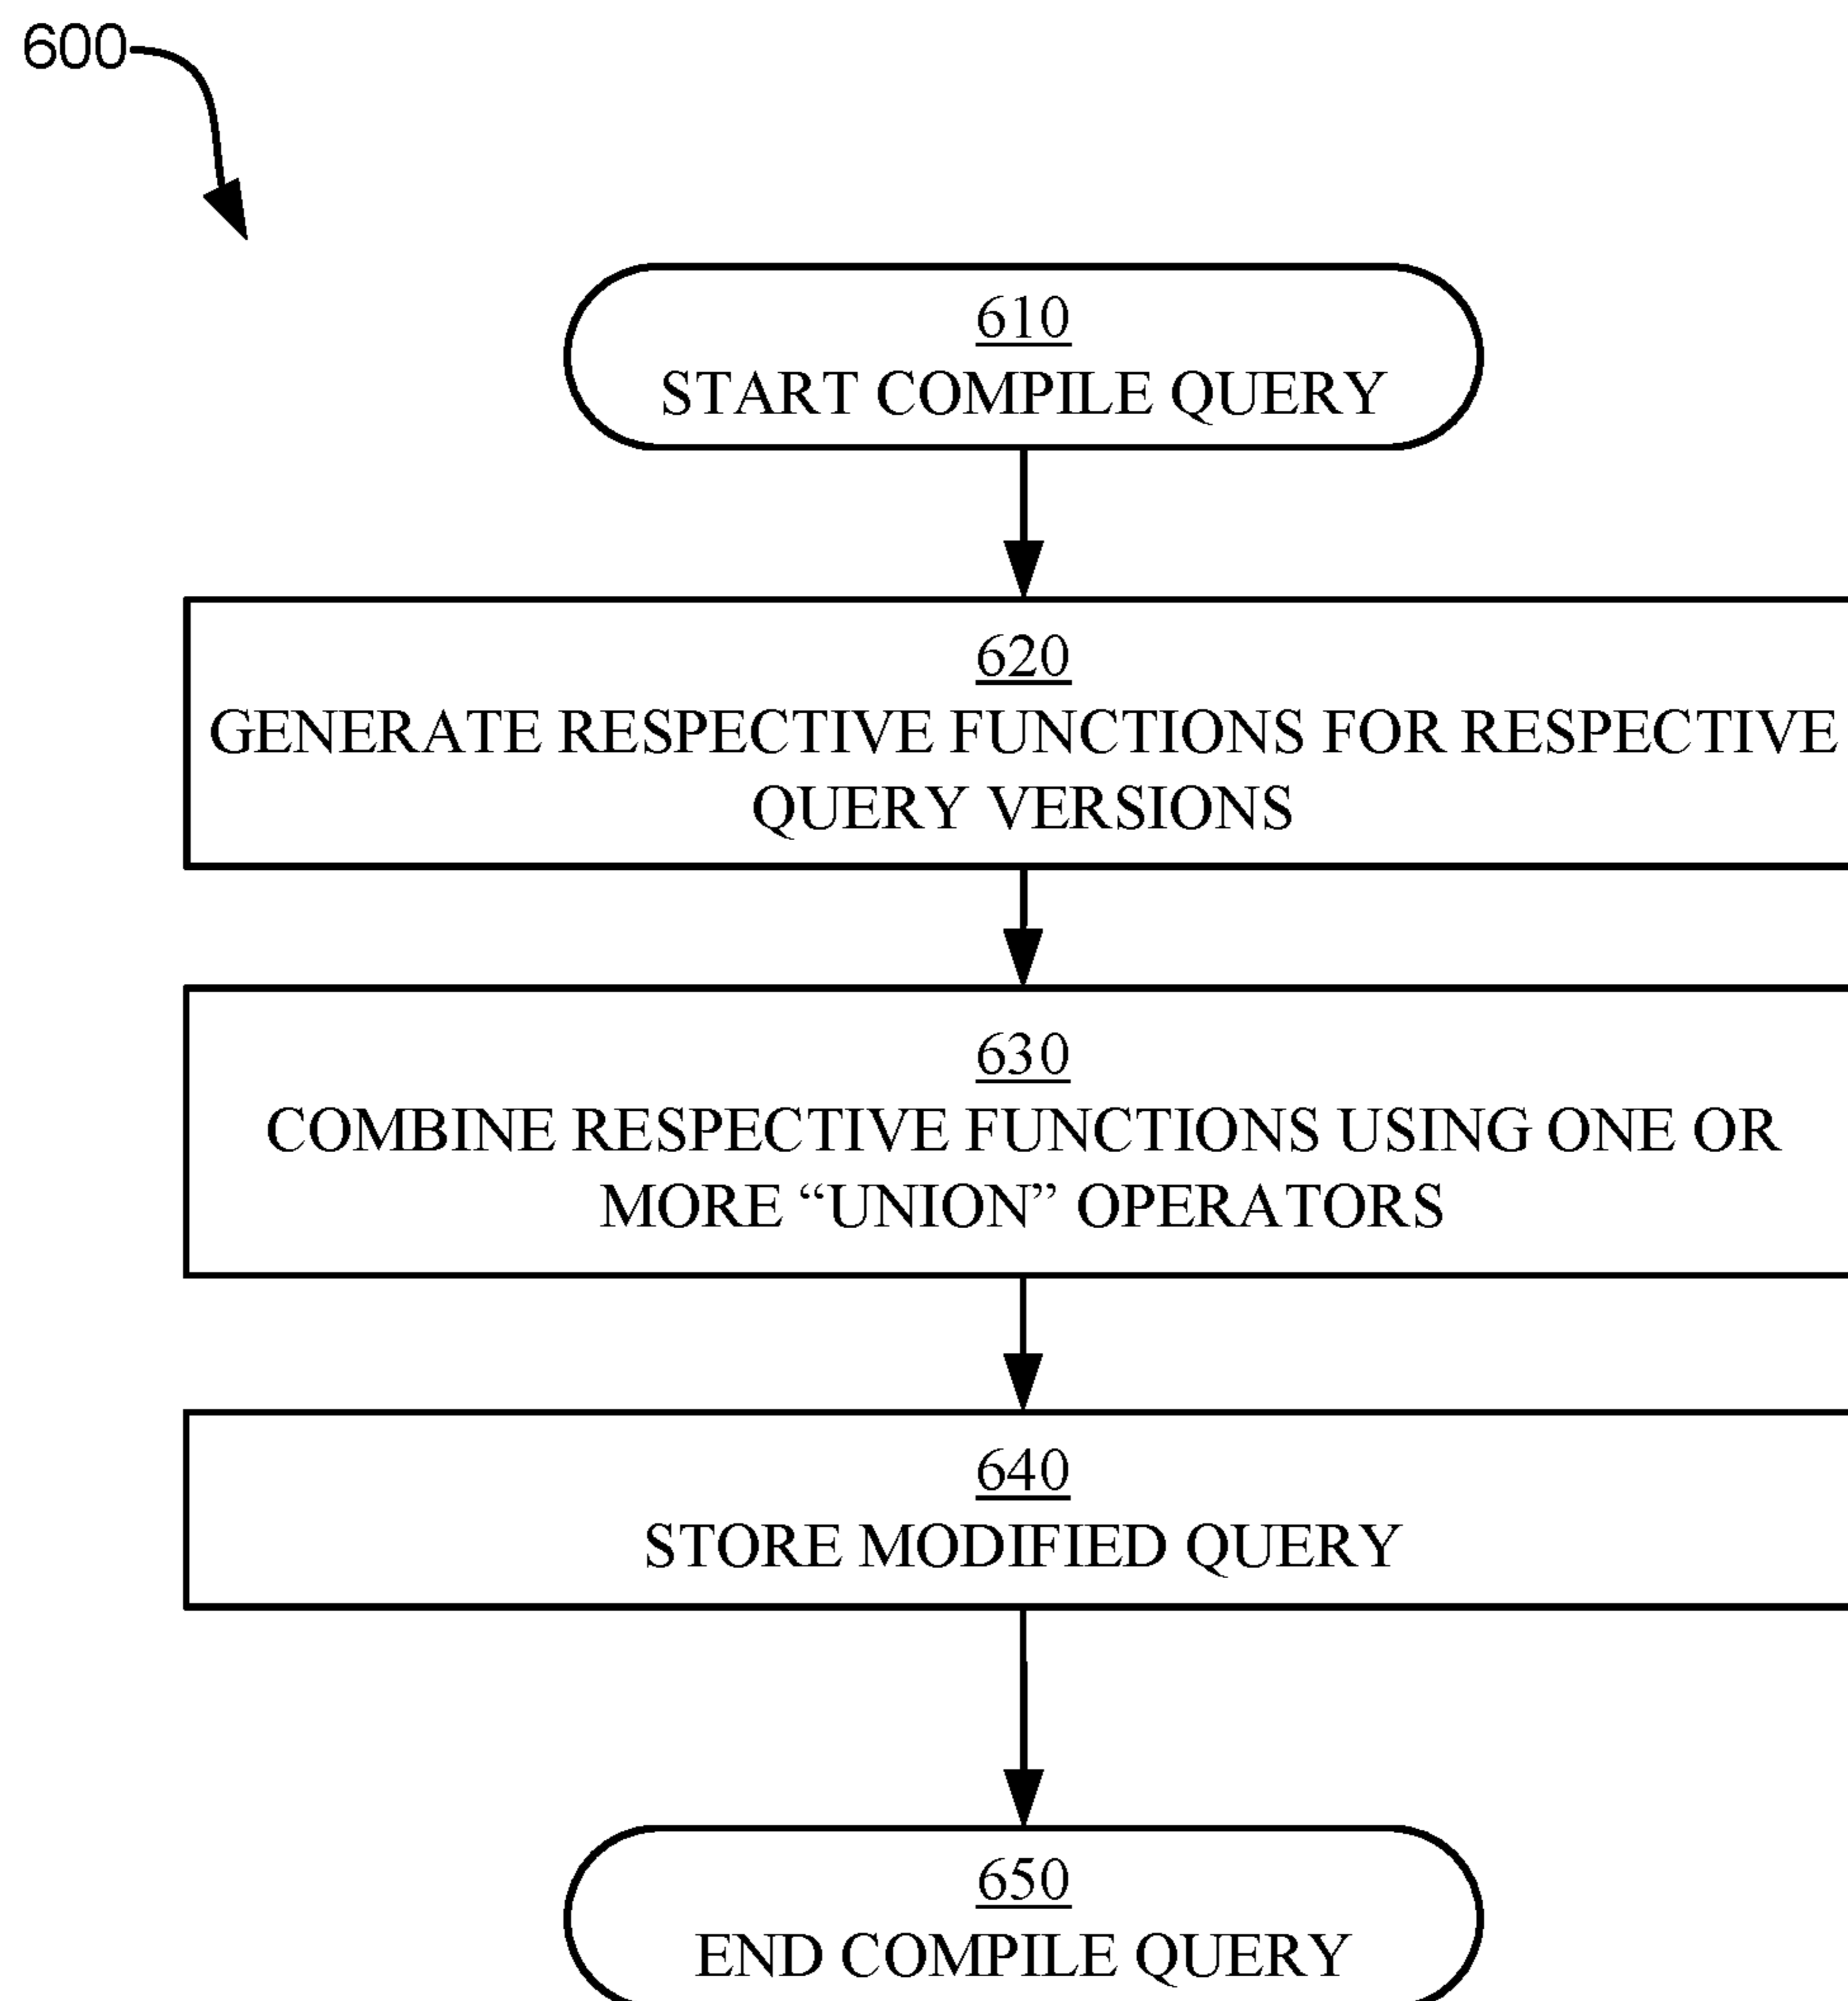 600
610
START COMPILE QUERY
620
GENERATE RESPECTIVE FUNCTIONS FOR RESPECTIVE
QUERY VERSIONS
630
COMBINE RESPECTIVE FUNCTIONS USING ONE OR
MORE “UNION” OPERATORS
640
STORE MODIFIED QUERY
650
END COMPILE QUERY